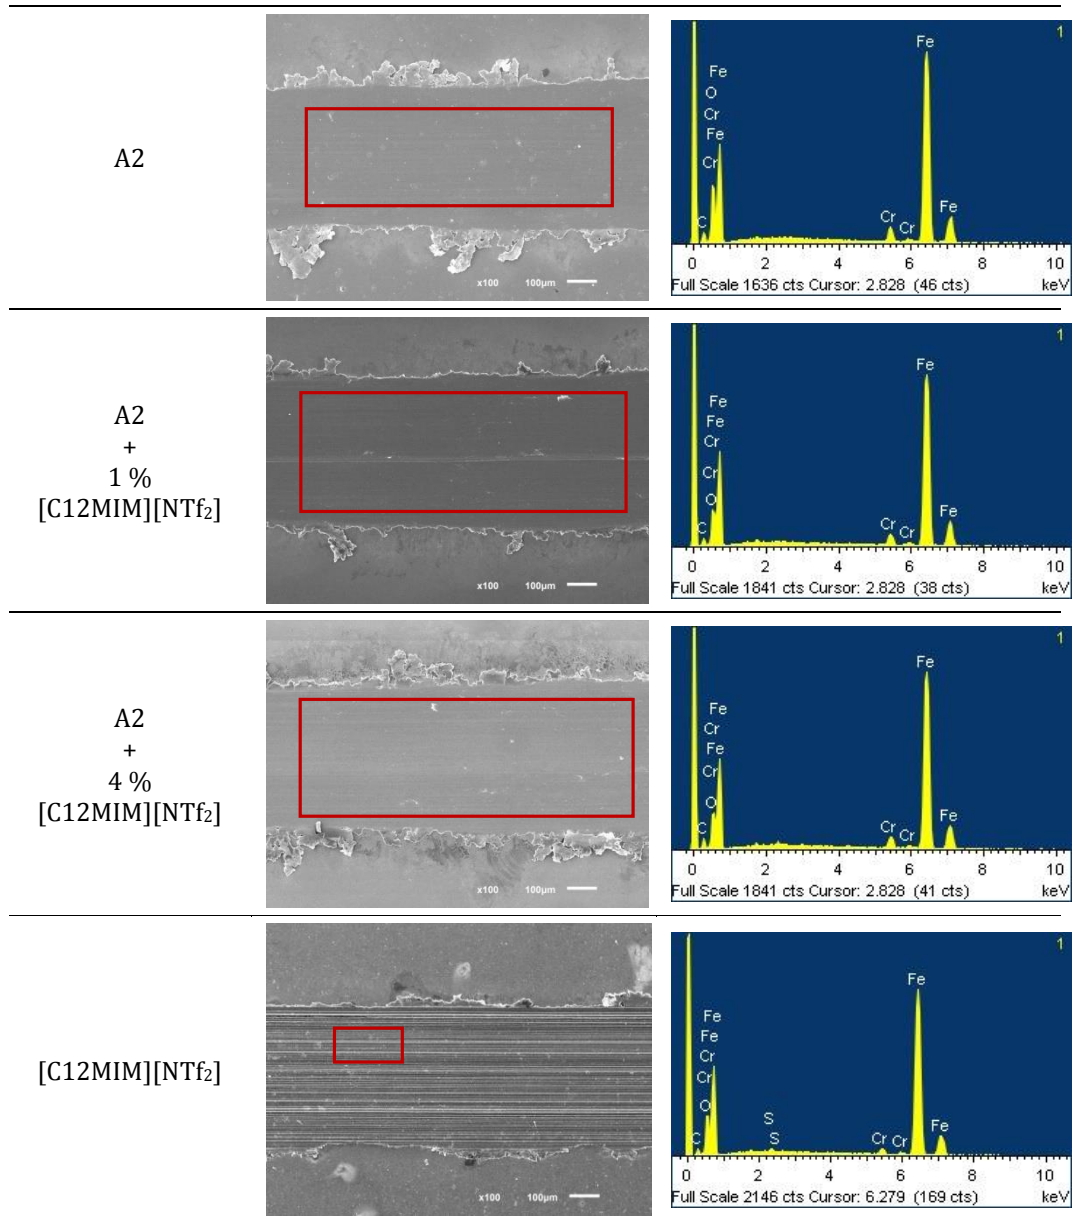 A2
x100 100µm
1
Fe
Fe
O
Cr
Fe
Cr
C
Cr
Cr
Fe
0 2 4 6 8 10
Full Scale 1636 cts Cursor: 2.828 (46 cts) keV
A2
+
1 %
[C12MIM][NTf₂]
x100 100µm
1
Fe
Fe
Fe
Cr
Cr
O
C
Cr
Cr
Fe
0 2 4 6 8 10
Full Scale 1841 cts Cursor: 2.828 (38 cts) keV
A2
+
4 %
[C12MIM][NTf₂]
x100 100µm
1
Fe
Fe
Cr
Fe
Cr
O
C
Cr
Cr
Fe
0 2 4 6 8 10
Full Scale 1841 cts Cursor: 2.828 (41 cts) keV
[C12MIM][NTf₂]
x100 100µm
1
Fe
Fe
Fe
Cr
Cr
O
C
S
S
Cr
Cr
Fe
0 2 4 6 8 10
Full Scale 2146 cts Cursor: 6.279 (169 cts) keV